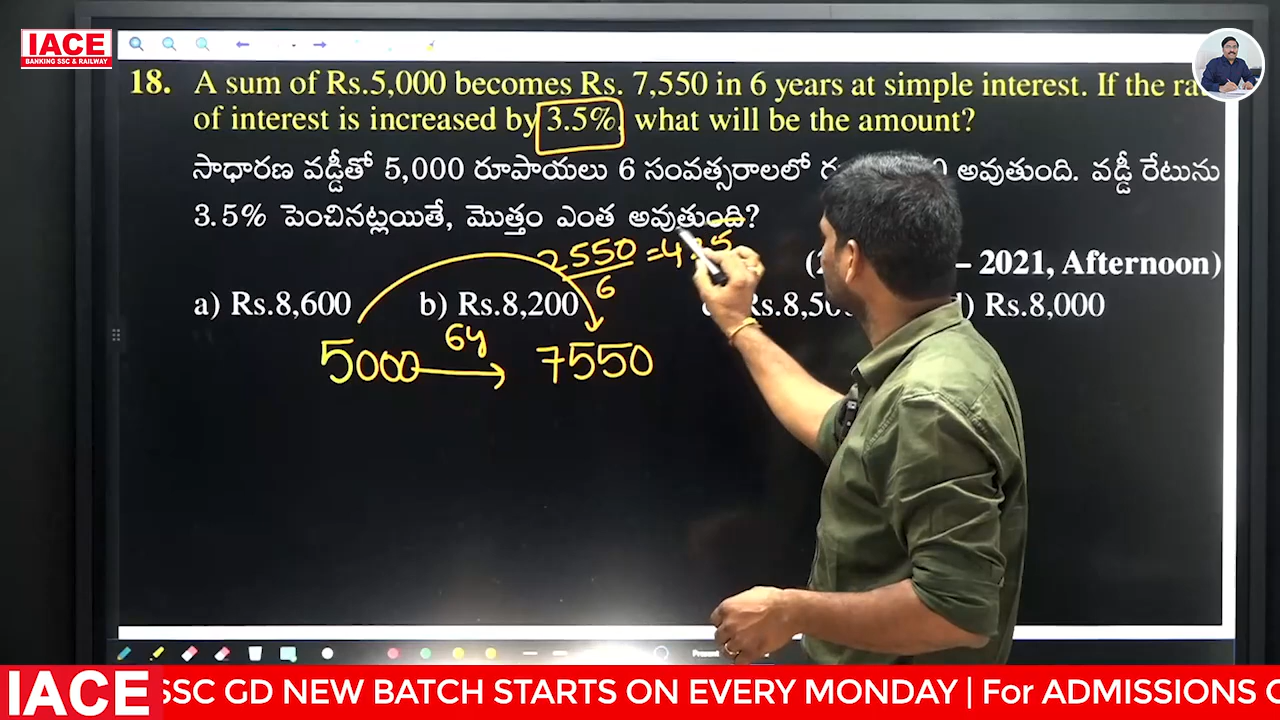 IACE
BANKING SSC & RAILWAY
18. A sum of Rs.5,000 becomes Rs. 7,550 in 6 years at simple interest. If the
of interest is increased by 3.5%, what will be the amount?
సాధారణ వడ్డీతో 5,000 రూపాయలు 6 సంవత్సరాలలో అవుతుంది. వడ్డీ రేటును
3.5% పెంచినట్లయితే, మొత్తం ఎంత అవుతుంది?
2550 = 425
6
– 2021, Afternoon)
a) Rs.8,600 b) Rs.8,200 Rs.8,000
6y
5000 → 7550
Present
IACE SSC GD NEW BATCH STARTS ON EVERY MONDAY | For ADMISSIONS